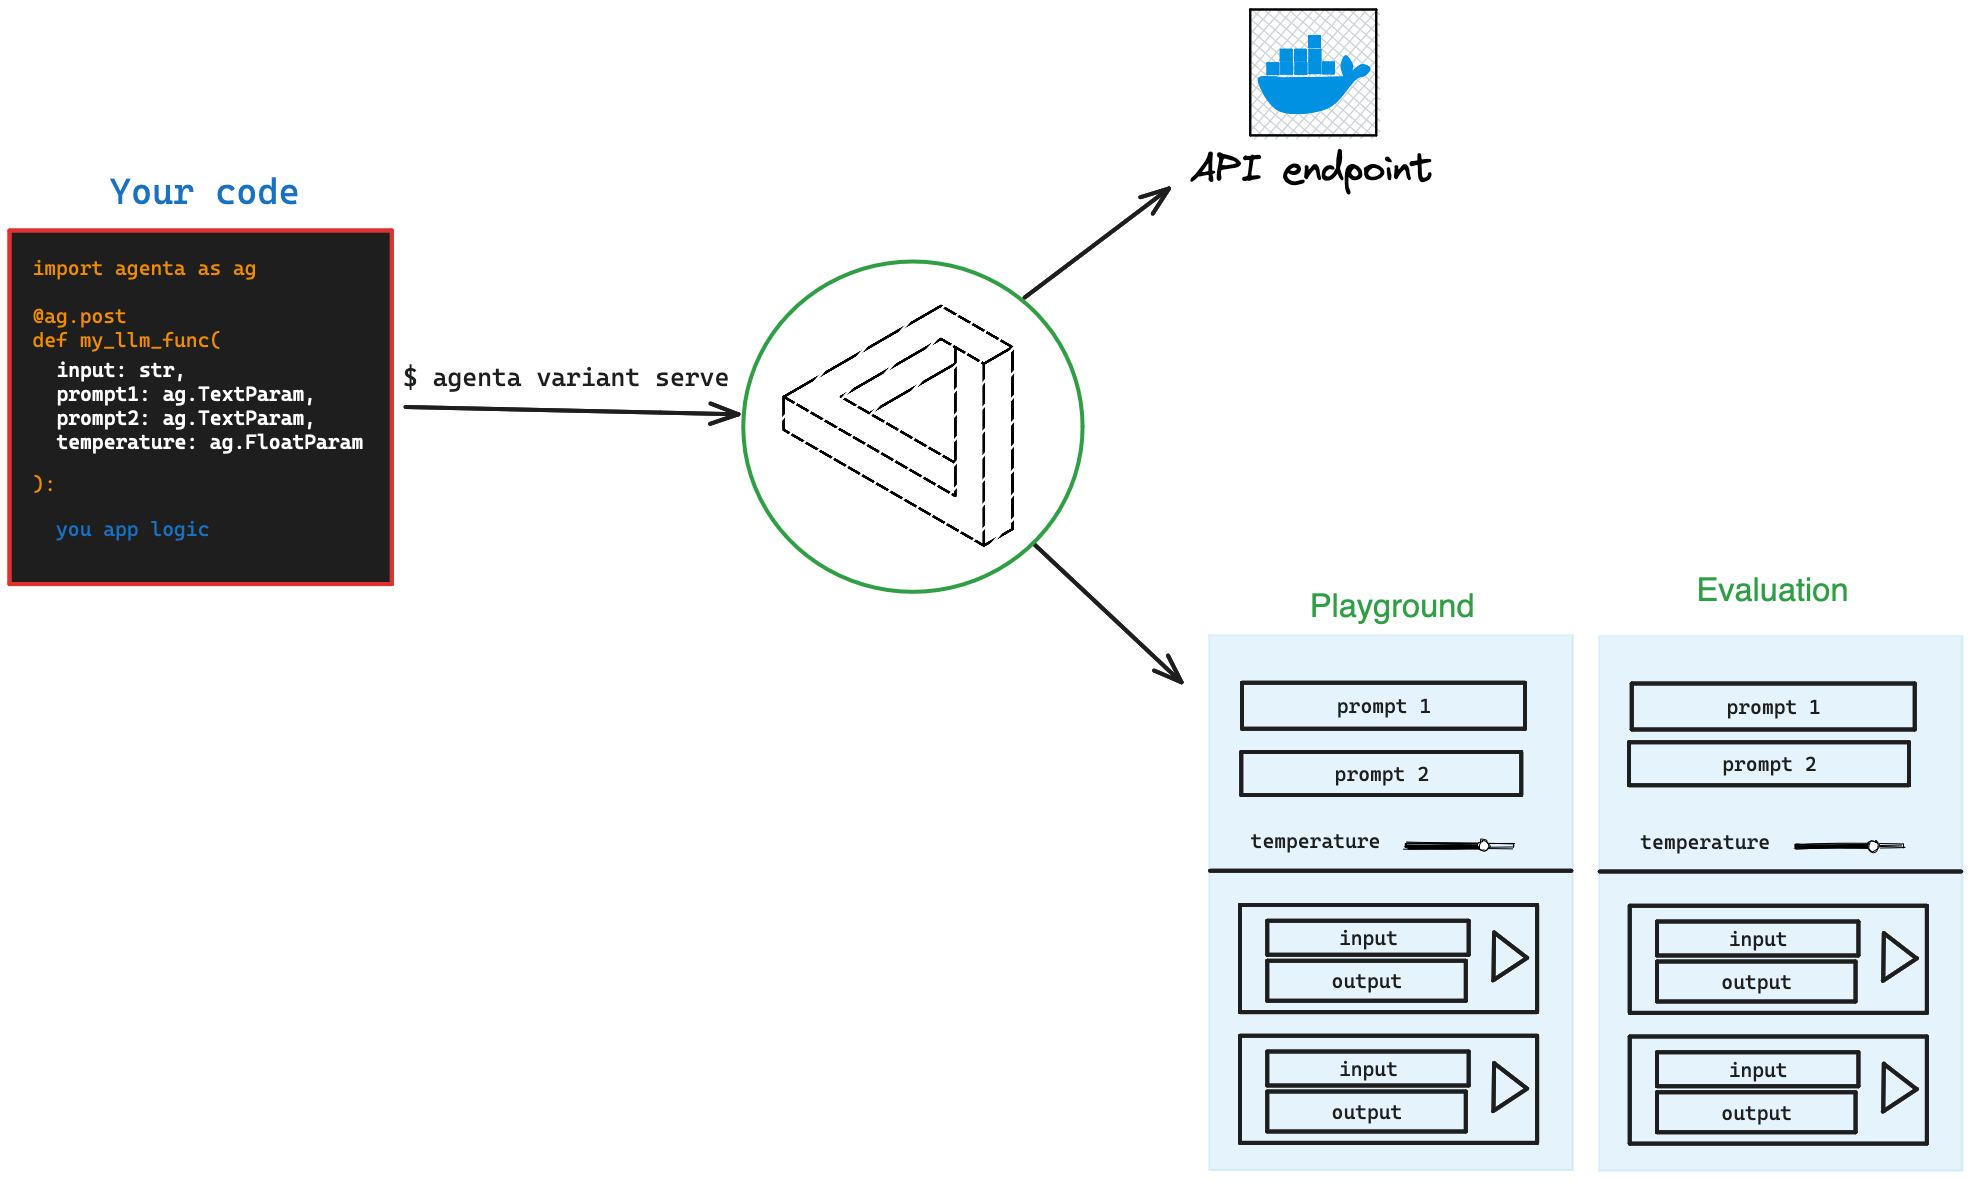 Your code
import agenta as ag
@ag.post
def my_llm_func(
input: str,
prompt1: ag.TextParam,
prompt2: ag.TextParam,
temperature: ag.FloatParam
):
you app logic
$ agenta variant serve
API endpoint
Playground
prompt 1
prompt 2
temperature
input
output
input
output
Evaluation
prompt 1
prompt 2
temperature
input
output
input
output